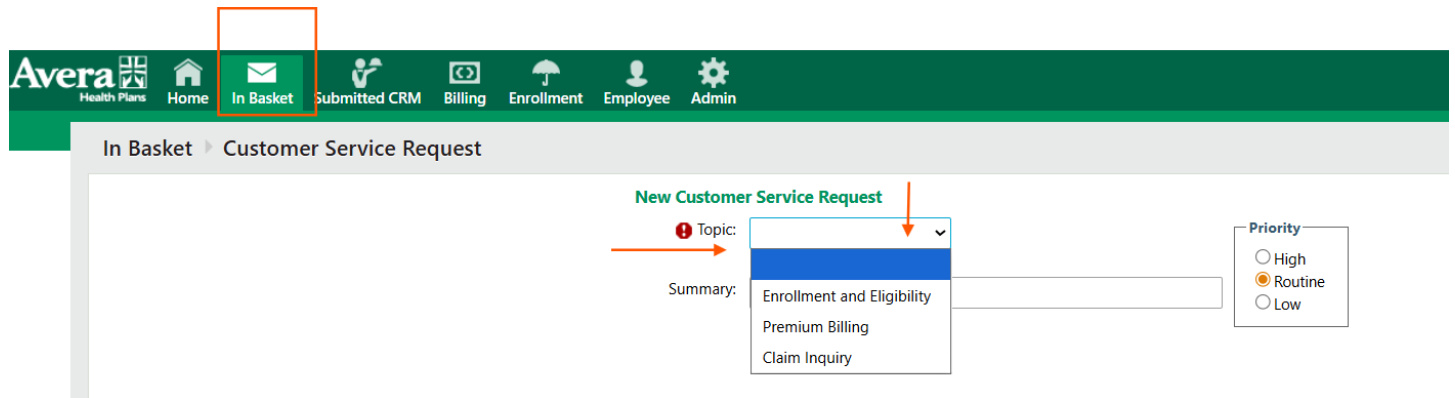 Avera
Health Plans
Home
In Basket
Submitted CRM
Billing
Enrollment
Employee
Admin
In Basket Customer Service Request
New Customer Service Request
Topic:
Priority
High
Routine
Low
Summary:
Enrollment and Eligibility
Premium Billing
Claim Inquiry